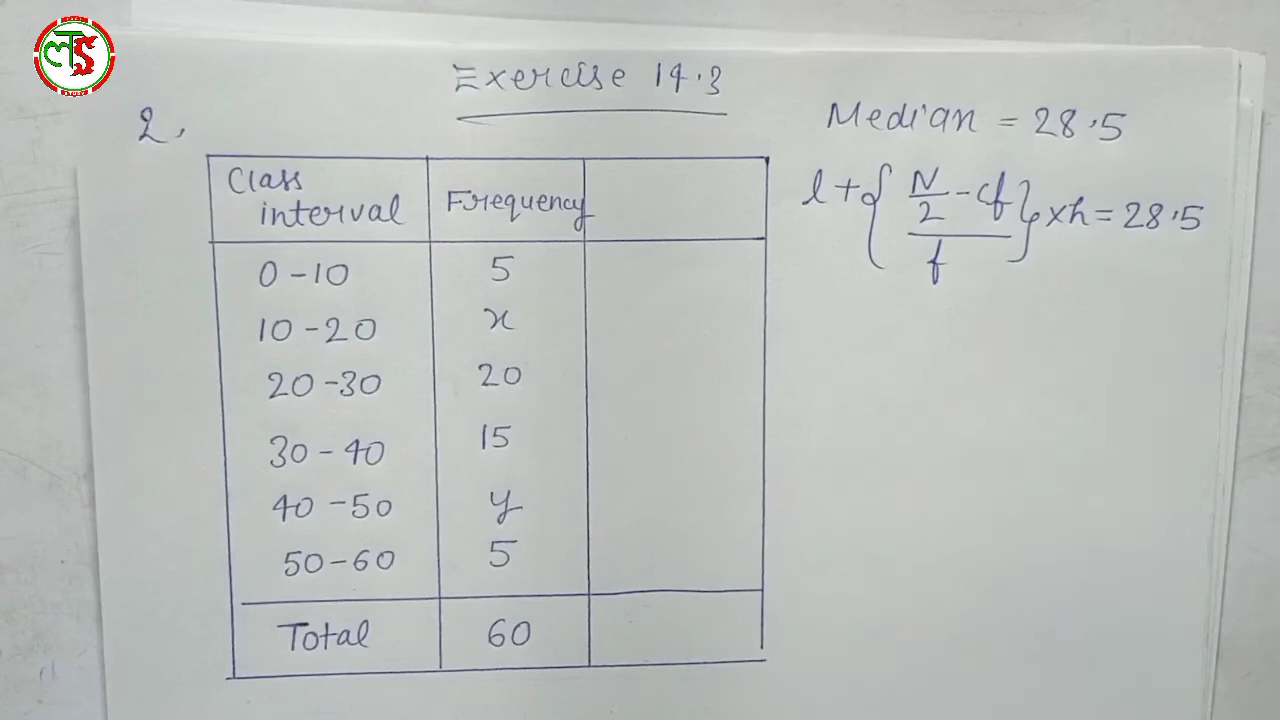 Exercise 14.3
2.
Median = 28.5
l + { N/2 - cf / f } × h = 28.5
Class interval Frequency
0-10 5
10-20 x
20-30 20
30-40 15
40-50 y
50-60 5
Total 60